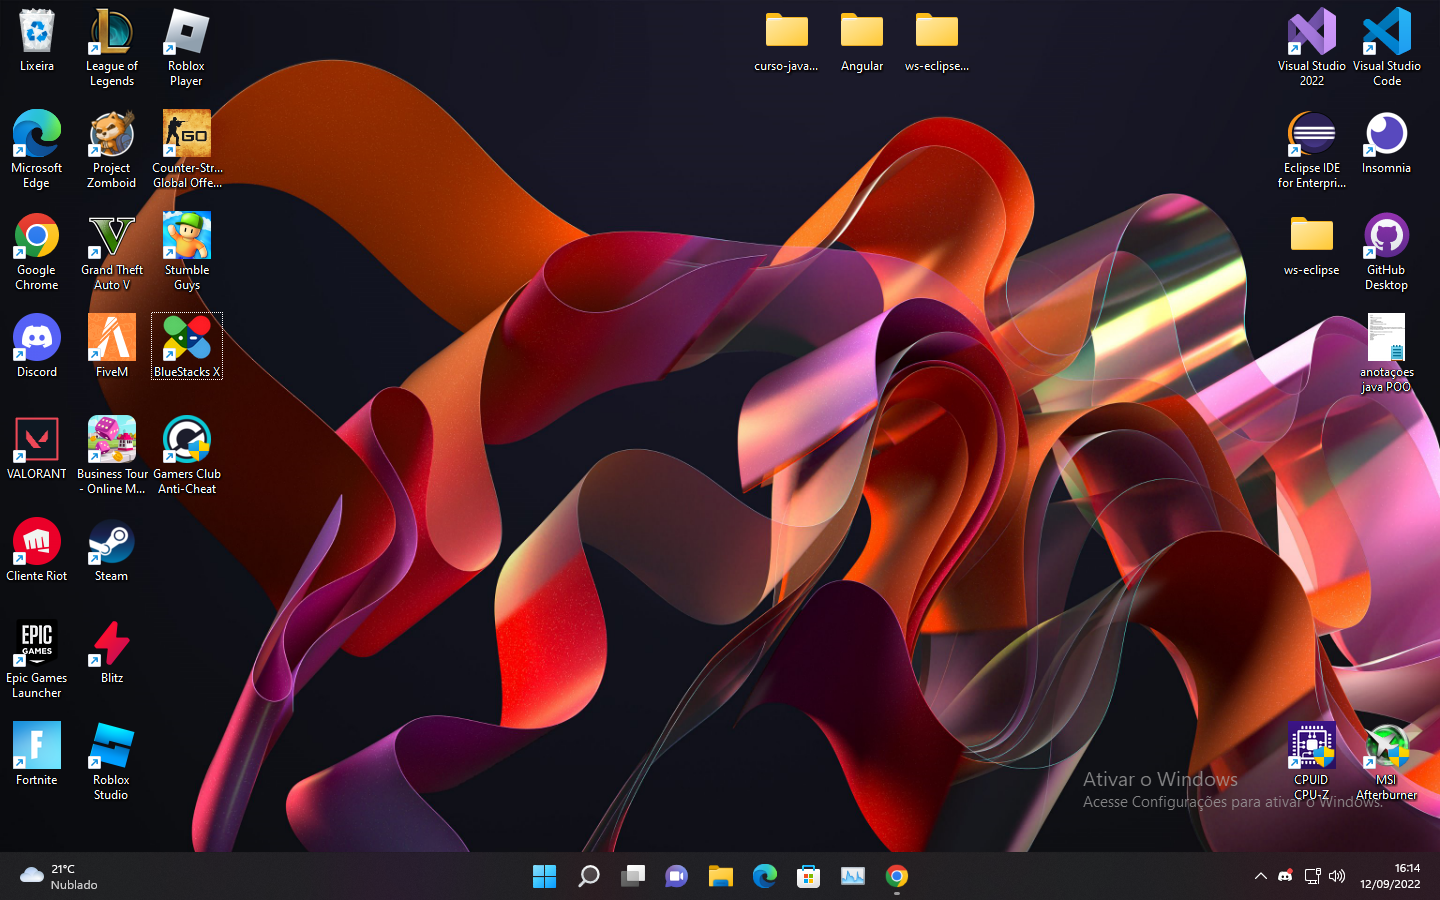 Lixeira
League of
Legends
Roblox
Player
curso-java...
Angular
ws-eclipse...
Visual Studio
2022
Visual Studio
Code
Microsoft
Edge
Project
Zomboid
GO
Counter-Str...
Global Offe...
Eclipse IDE
for Enterpri...
Insomnia
Google
Chrome
V
Grand Theft
Auto V
Stumble
Guys
ws-eclipse
GitHub
Desktop
Discord
FiveM
BlueStacks X
anotações
java POO
VALORANT
Business Tour
- Online M...
Gamers Club
Anti-Cheat
Cliente Riot
Steam
EPIC
GAMES
Epic Games
Launcher
Blitz
F
Fortnite
Roblox
Studio
CPUID
CPU-Z
MSI
Afterburner
Ativar o Windows
Acesse Configurações para ativar o Windows.
21°C
Nublado
16:14
12/09/2022